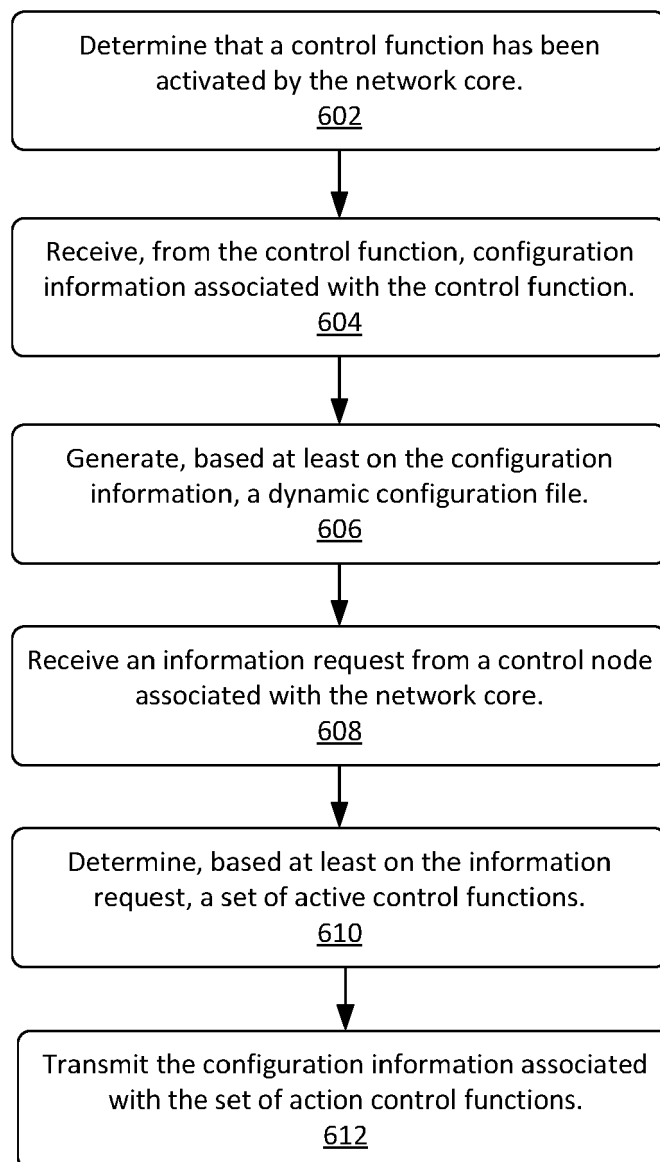 Determine that a control function has been
activated by the network core.
602
Receive, from the control function, configuration
information associated with the control function.
604
Generate, based at least on the configuration
information, a dynamic configuration file.
606
Receive an information request from a control node
associated with the network core.
608
Determine, based at least on the information
request, a set of active control functions.
610
Transmit the configuration information associated
with the set of action control functions.
612